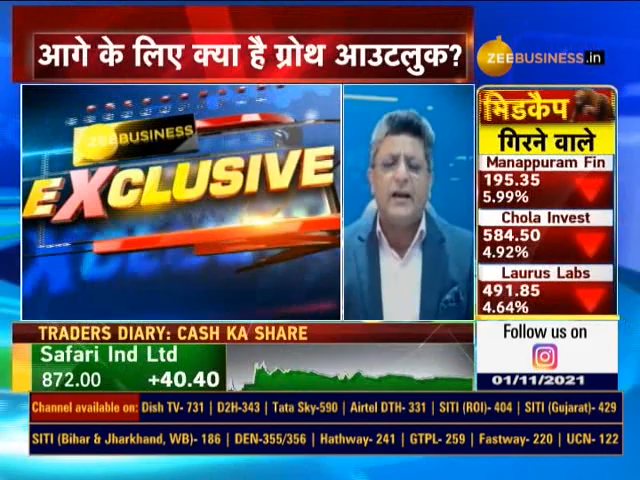 आगे के लिए क्या है ग्रोथ आउटलुक?
ZEEBUSINESS.in
ZEEBUSINESS
EXCLUSIVE
मिडकैप
गिरने वाले
Manappuram Fin
195.35
5.99%
Chola Invest
584.50
4.92%
Laurus Labs
491.85
4.64%
TRADERS DIARY: CASH KA SHARE
Safari Ind Ltd
872.00 +40.40
Follow us on
01/11/2021
Channel available on: Dish TV- 731 | D2H-343 | Tata Sky-590 | Airtel DTH- 331 | SITI (ROI)- 404 | SITI (Gujarat)- 429
SITI (Bihar & Jharkhand, WB)- 186 | DEN-355/356 | Hathway- 241 | GTPL- 259 | Fastway- 220 | UCN- 122